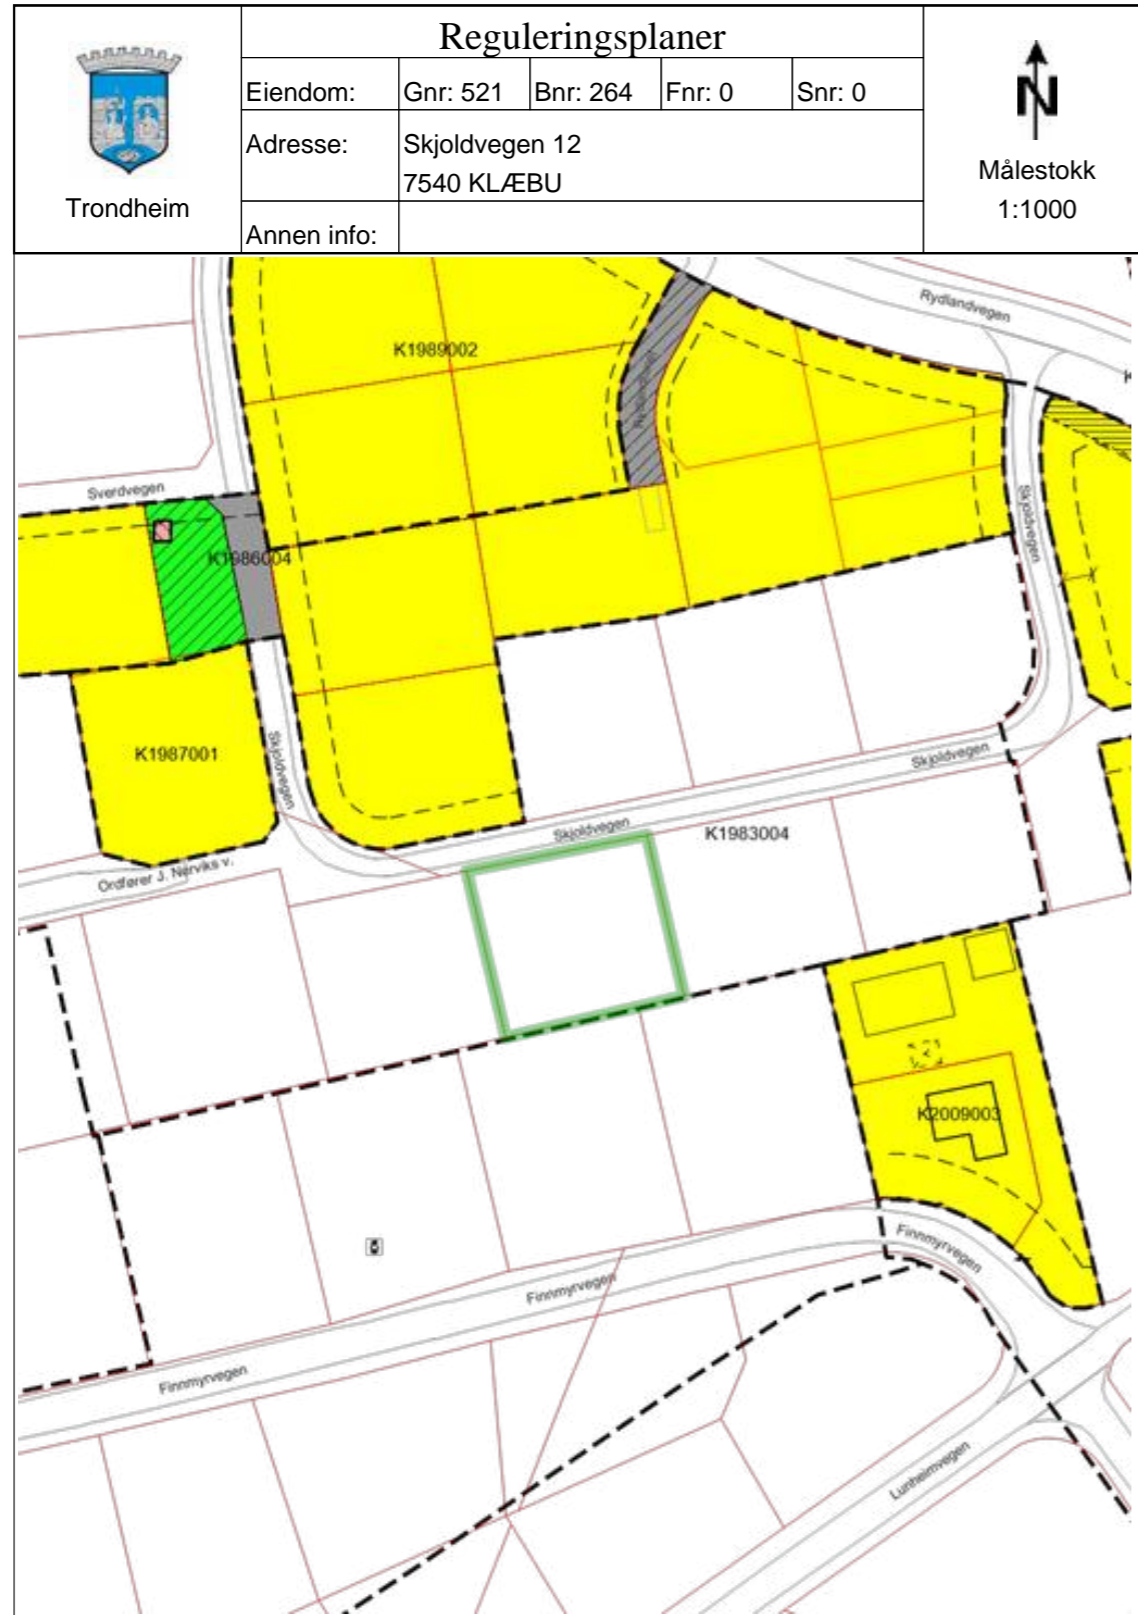 Reguleringsplaner
Eiendom: Gnr: 521 Bnr: 264 Fnr: 0 Snr: 0
Adresse: Skjoldvegen 12
7540 KLÆBU
Annen info:
Trondheim
N
Målestokk
1:1000
Rydlandvegen
K1989002
K
Sverdvegen
Skjoldvegen
K1986004
K1987001
Skjoldvegen
Skjoldvegen
Skjoldvegen
K1983004
Ordfører J. Nerviks v.
K2009003
Finnmyrvegen
Finnmyrvegen
Finnmyrvegen
Lunheimvegen